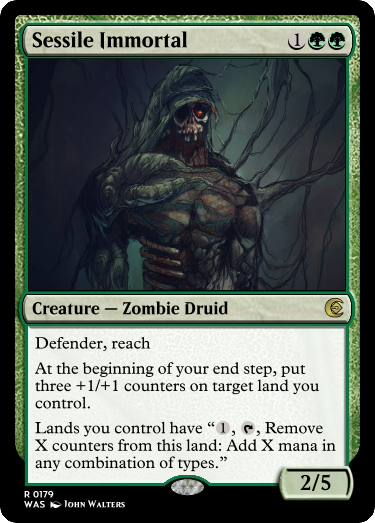 Sessile Immortal 1
Creature — Zombie Druid
Defender, reach
At the beginning of your end step, put
three +1/+1 counters on target land you
control.
Lands you control have “1, , Remove
X counters from this land: Add X mana in
any combination of types.”
2/5
R 0179
WAS John Walters